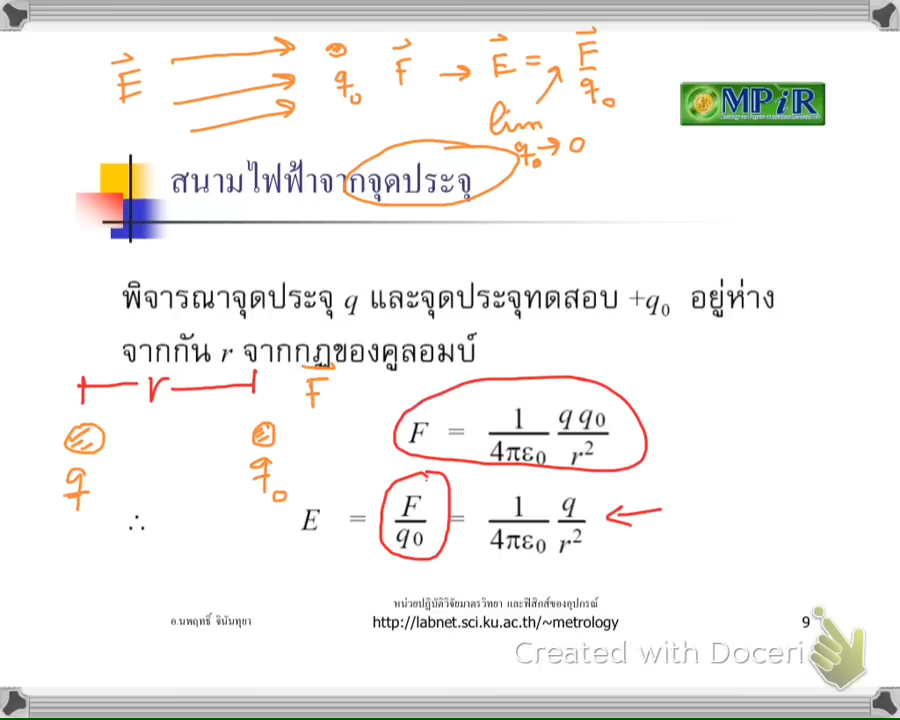 E → q₀ F → E = F/q₀
lim q₀→0
MPiR
สนามไฟฟ้าจากจุดประจุ
พิจารณาจุดประจุ q และจุดประจุทดสอบ +q₀ อยู่ห่าง
จากกัน r จากกฏของคูลอมบ์
r F
F = 1/4πε₀ q q₀/r²
q q₀
∴ E = F/q₀ = 1/4πε₀ q/r²
หน่วยปฏิบัติวิจัยมาตรวิทยา และฟิสิกส์ของอุปกรณ์
อ.นพฤทธิ์ จินันทุยา http://labnet.sci.ku.ac.th/~metrology 9
Created with Doceri